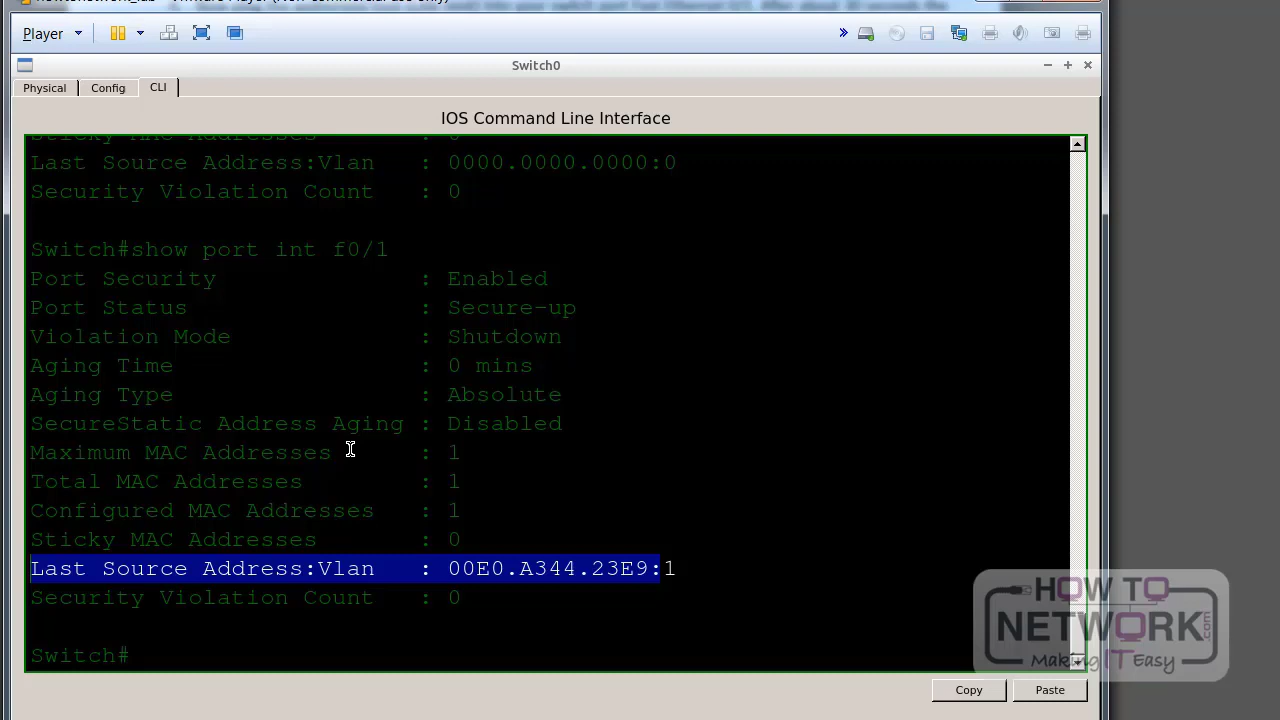 Player
Switch0
Physical Config CLI
IOS Command Line Interface
Sticky MAC Addresses : 0
Last Source Address:Vlan : 0000.0000.0000:0
Security Violation Count : 0
Switch#show port int f0/1
Port Security : Enabled
Port Status : Secure-up
Violation Mode : Shutdown
Aging Time : 0 mins
Aging Type : Absolute
SecureStatic Address Aging : Disabled
Maximum MAC Addresses : 1
Total MAC Addresses : 1
Configured MAC Addresses : 1
Sticky MAC Addresses : 0
Last Source Address:Vlan : 00E0.A344.23E9:1
Security Violation Count : 0
Switch#
HOW TO
NETWORK.com
Making IT Easy
Copy Paste